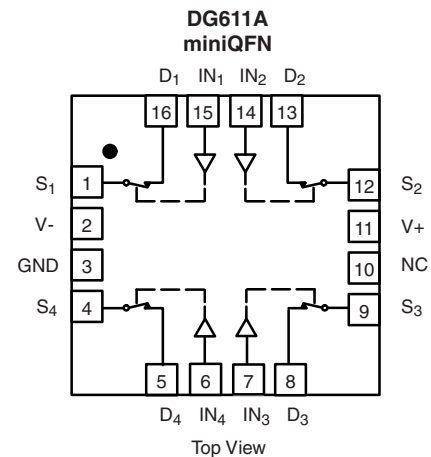 DG611A
miniQFN
D1 IN1 IN2 D2
16 15 14 13
S1 1 12 S2
V- 2 11 V+
GND 3 10 NC
S4 4 9 S3
5 6 7 8
D4 IN4 IN3 D3
Top View